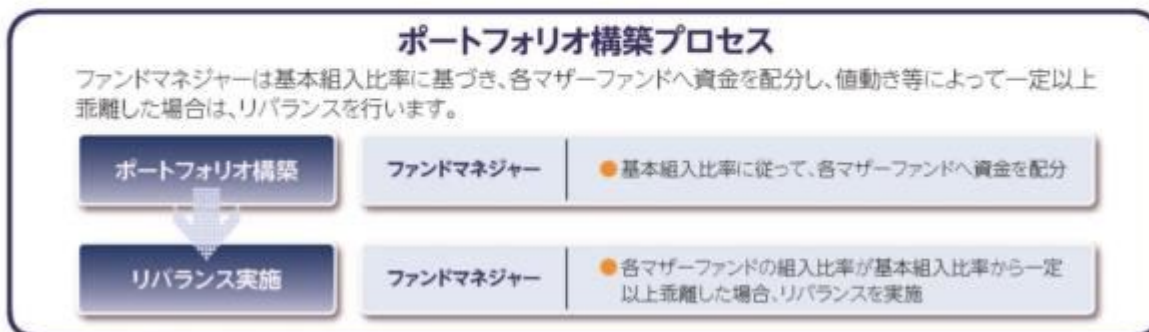 ポートフォリオ構築プロセス
ファンドマネジャーは基本組入比率に基づき、各マザーファンドへ資金を配分し、値動き等によって一定以上
乖離した場合は、リバランスを行います。
ポートフォリオ構築
ファンドマネジャー
●基本組入比率に従って、各マザーファンドへ資金を配分
リバランス実施
ファンドマネジャー
●各マザーファンドの組入比率が基本組入比率から一定
以上乖離した場合、リバランスを実施